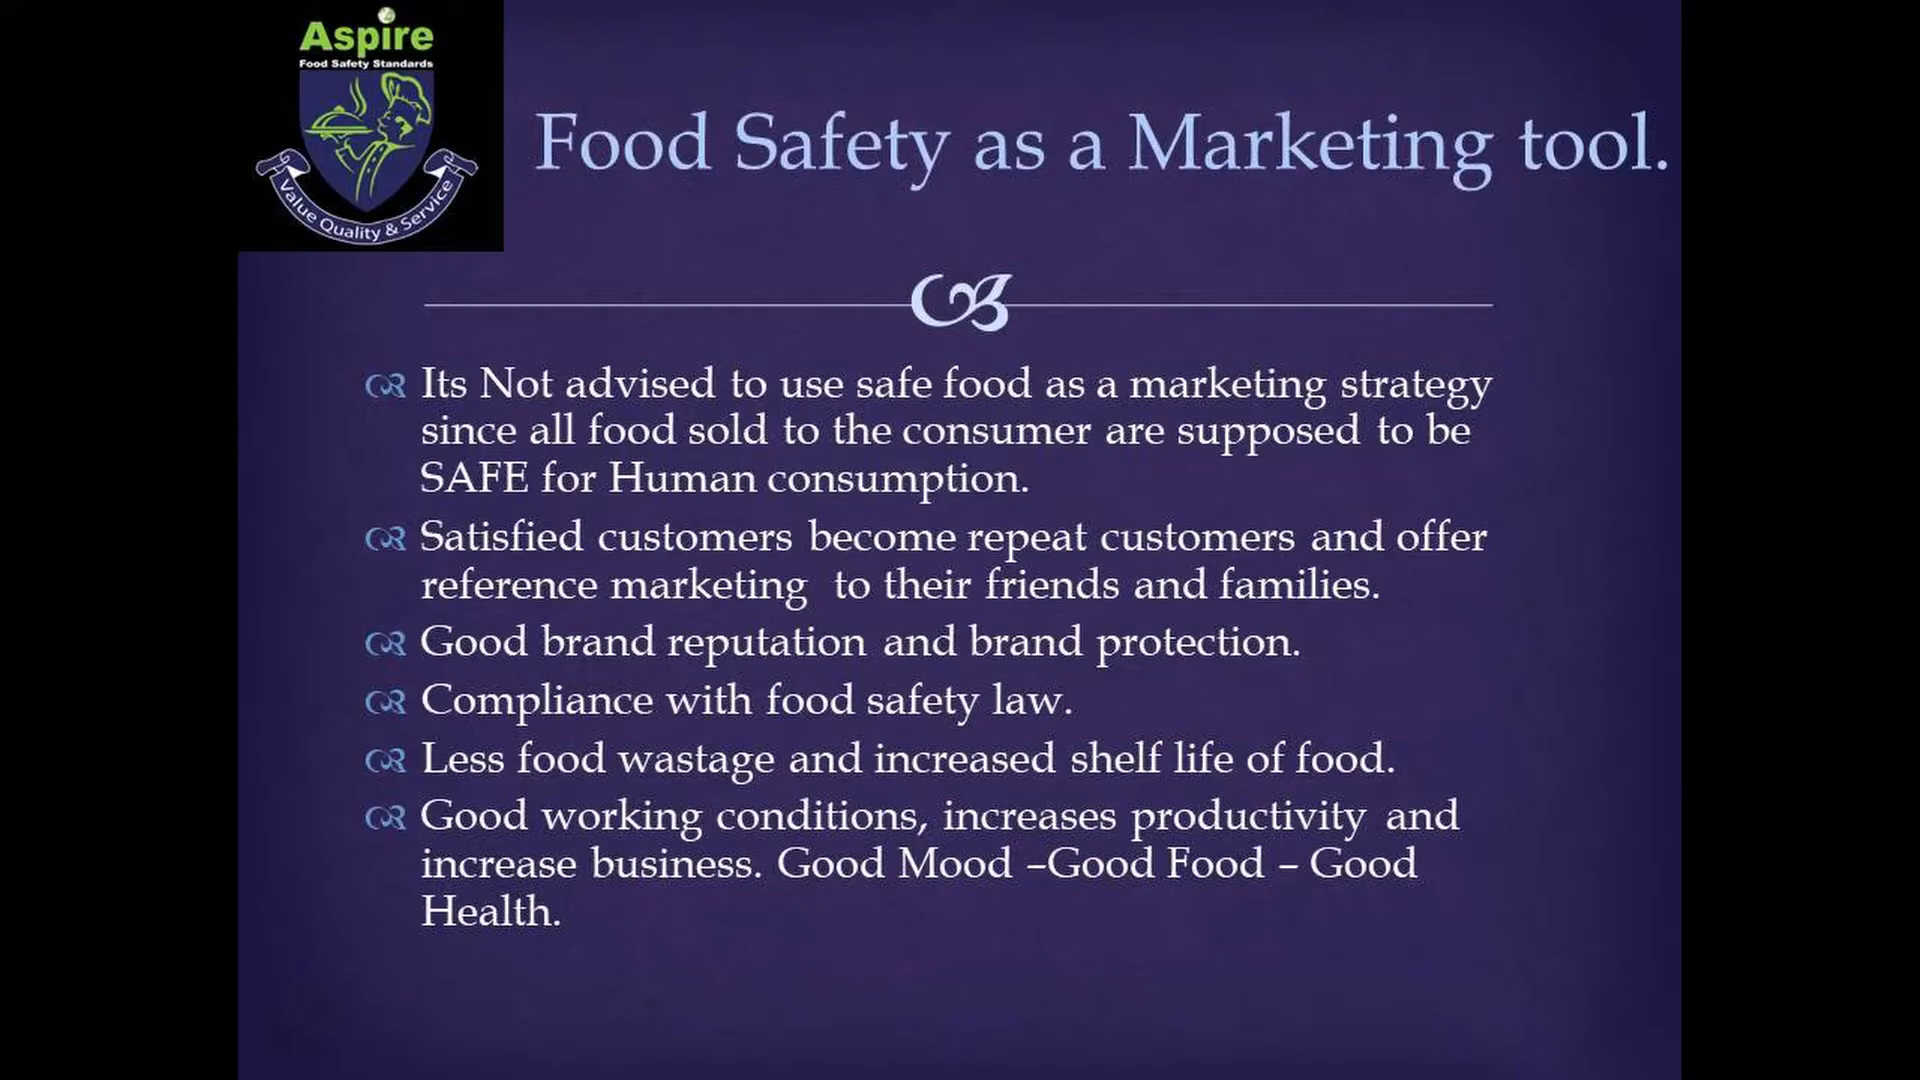 Aspire
Food Safety Standards
Value Quality & Service
Food Safety as a Marketing tool.
Its Not advised to use safe food as a marketing strategy
since all food sold to the consumer are supposed to be
SAFE for Human consumption.
Satisfied customers become repeat customers and offer
reference marketing  to their friends and families.
Good brand reputation and brand protection.
Compliance with food safety law.
Less food wastage and increased shelf life of food.
Good working conditions, increases productivity and
increase business. Good Mood –Good Food – Good
Health.